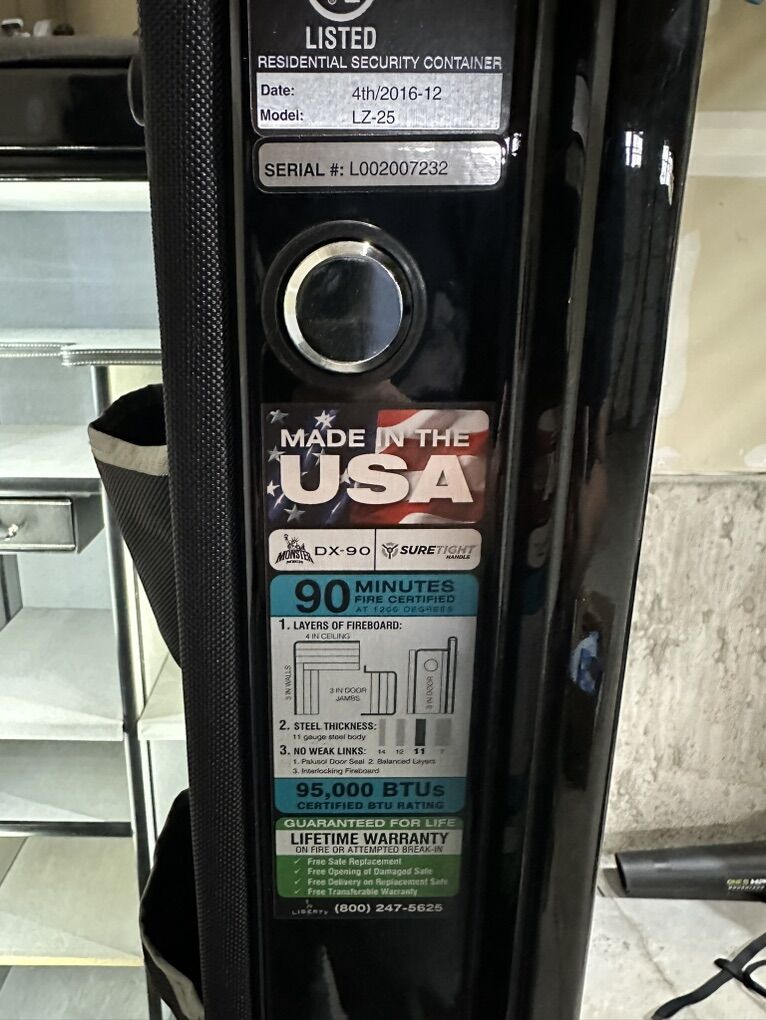 LISTED
RESIDENTIAL SECURITY CONTAINER
Date: 4th/2016-12
Model: LZ-25
SERIAL #: L002007232
MADE IN THE
USA
MONSTER
DX-90
SURETIGHT
HANDLE
90 MINUTES
FIRE CERTIFIED
AT 1200 DEGREES
1. LAYERS OF FIREBOARD:
4 IN CEILING
3 IN WALLS
3 IN DOOR
JAMBS
3 IN DOOR
2. STEEL THICKNESS:
11 gauge steel body
14 12 11 7
3. NO WEAK LINKS:
1. Palusol Door Seal 2. Balanced Layers
3. Interlocking Fireboard
95,000 BTUs
CERTIFIED BTU RATING
GUARANTEED FOR LIFE
LIFETIME WARRANTY
ON FIRE OR ATTEMPTED BREAK-IN
✓ Free Safe Replacement
✓ Free Opening of Damaged Safe
✓ Free Delivery on Replacement Safe
✓ Free Transferable Warranty
LIBERTY (800) 247-5625